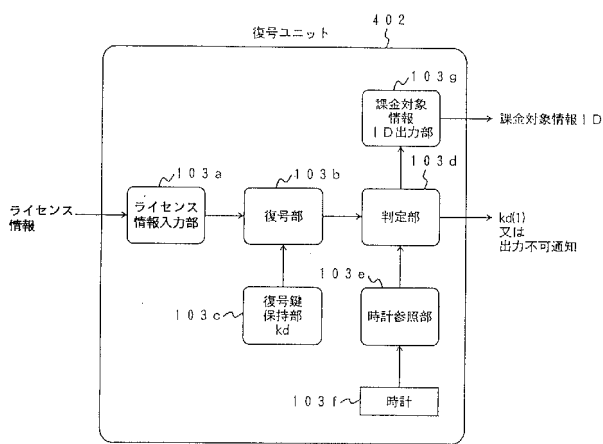 復号ユニット
402
103g
課金対象
情報
ID出力部
課金対象情報ID
103d
103a
103b
ライセンス
情報
ライセンス
情報入力部
復号部
判定部
kd(1)
又は
出力不可通知
103e
103c
復号鍵
保持部
kd
時計参照部
103f
時計